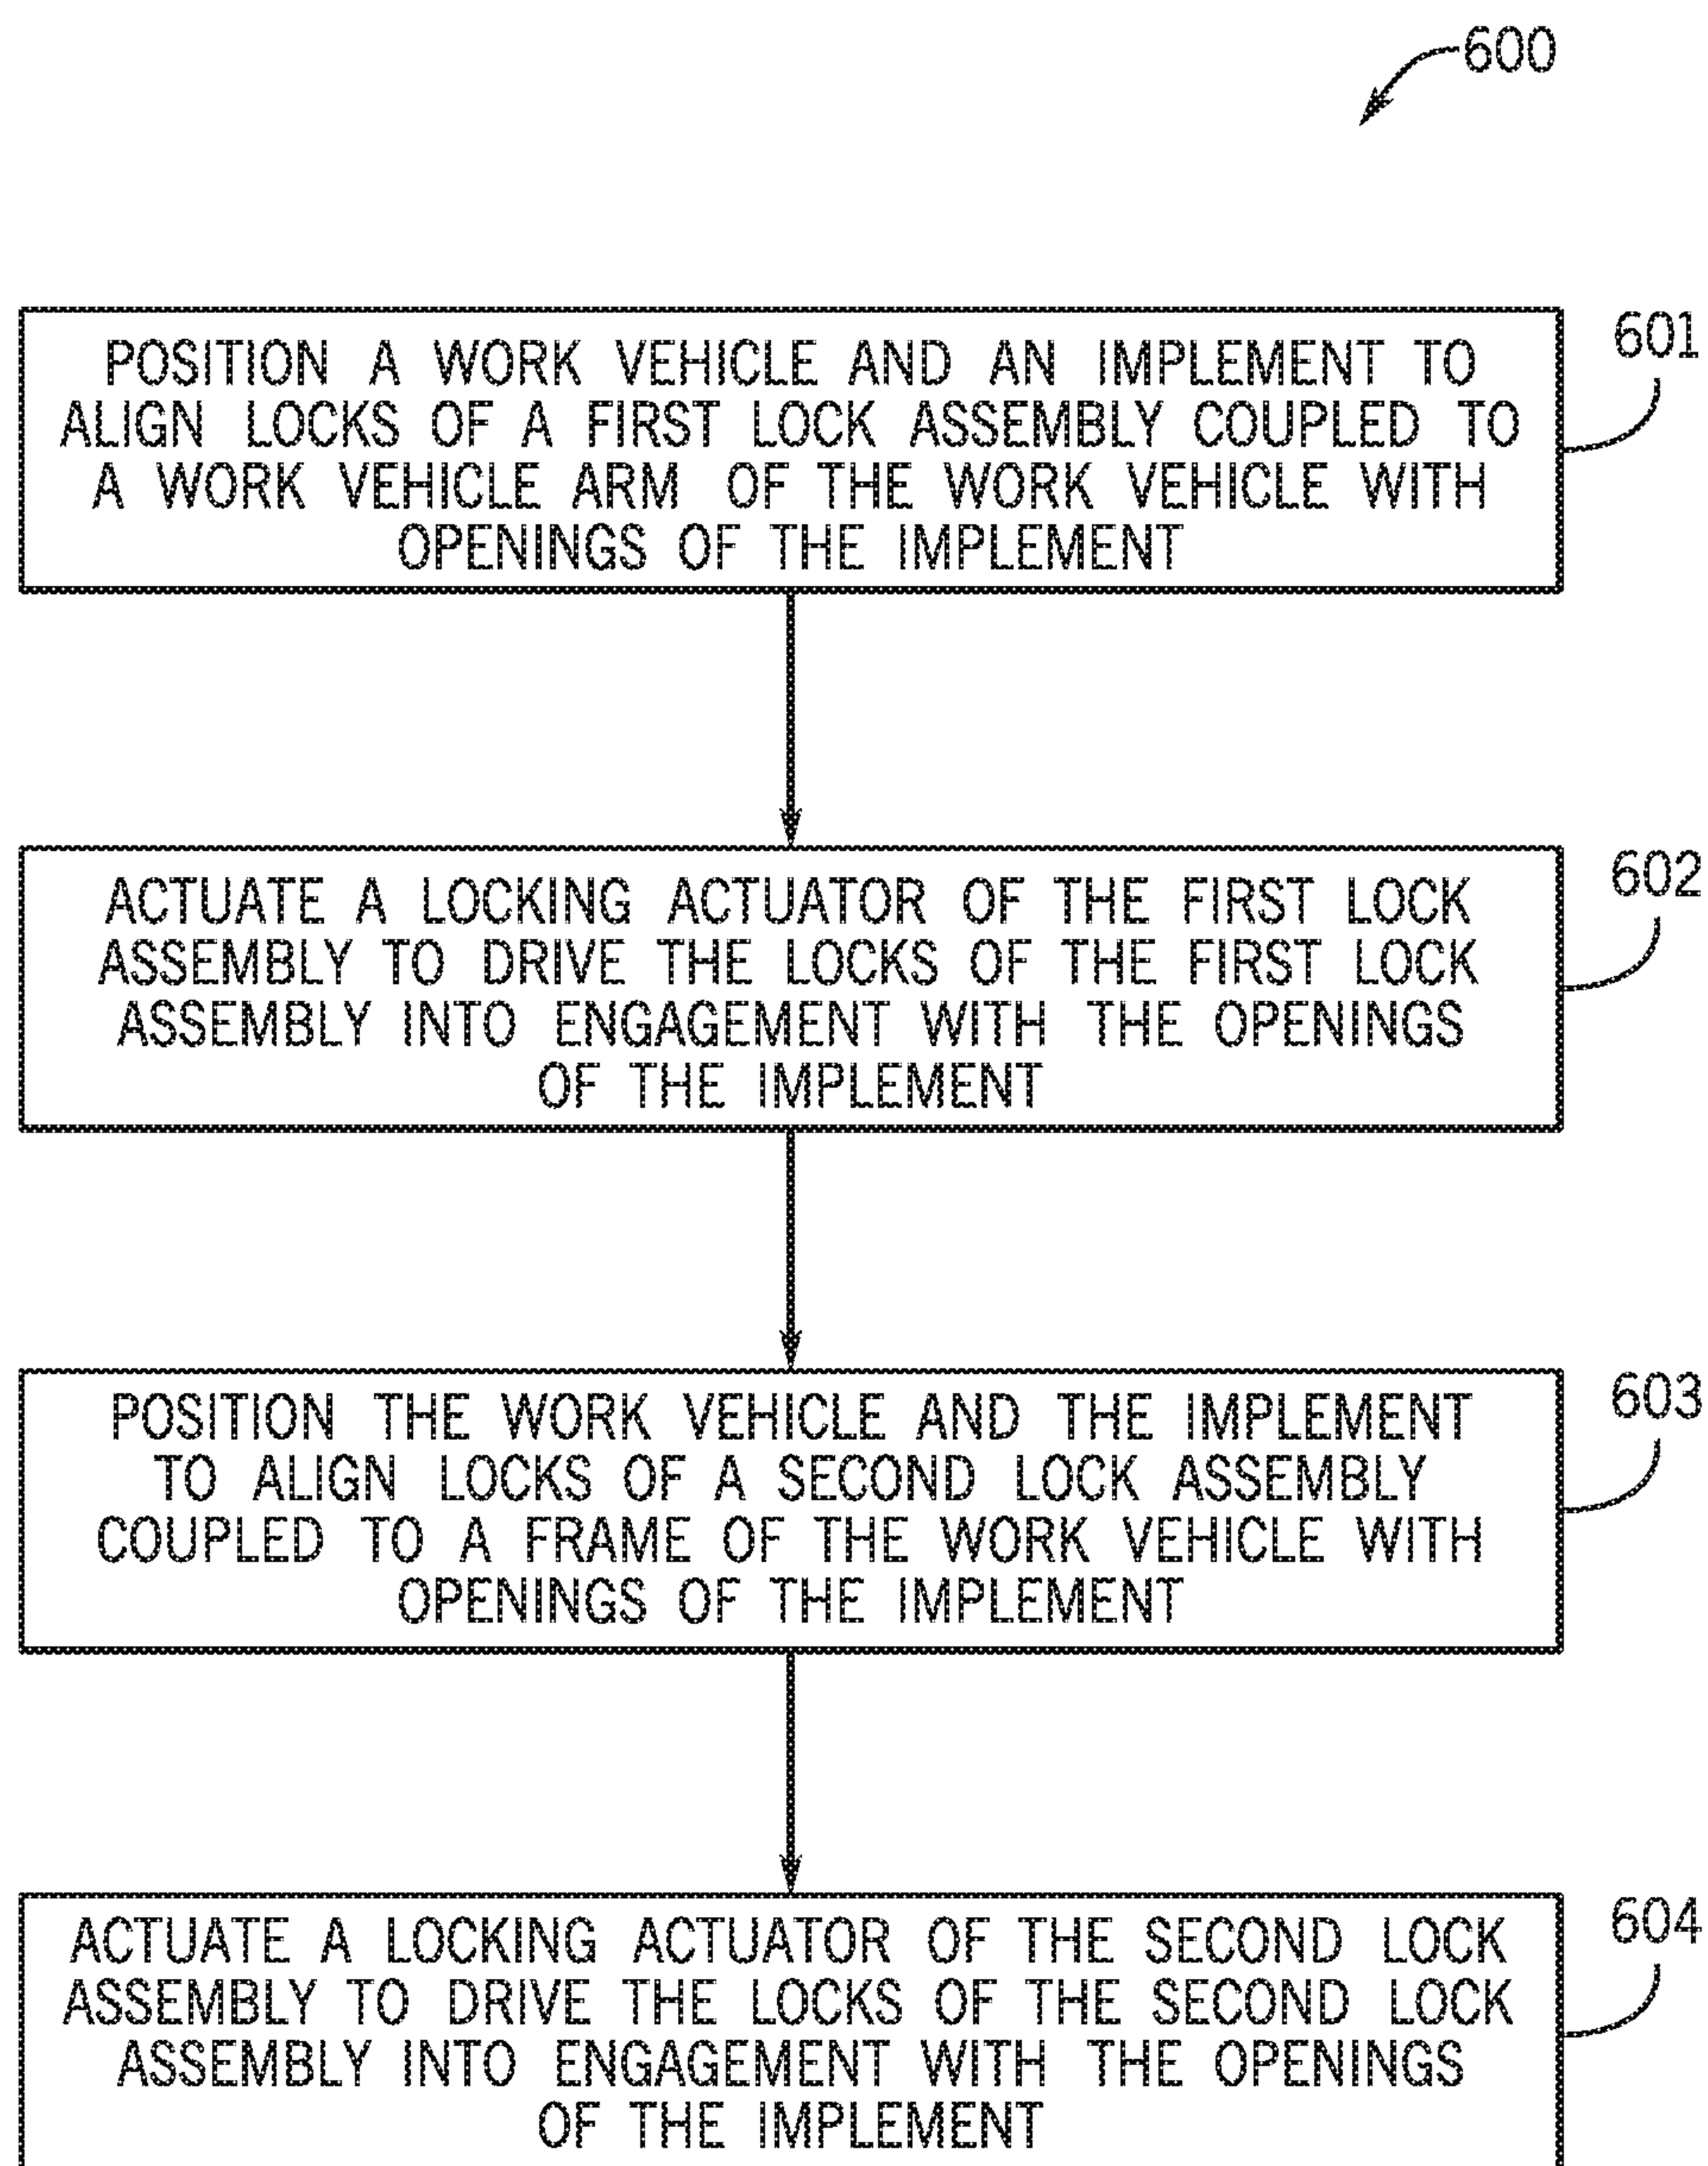 600
POSITION A WORK VEHICLE AND AN IMPLEMENT TO
ALIGN LOCKS OF A FIRST LOCK ASSEMBLY COUPLED TO
A WORK VEHICLE ARM OF THE WORK VEHICLE WITH
OPENINGS OF THE IMPLEMENT
601
ACTUATE A LOCKING ACTUATOR OF THE FIRST LOCK
ASSEMBLY TO DRIVE THE LOCKS OF THE FIRST LOCK
ASSEMBLY INTO ENGAGEMENT WITH THE OPENINGS
OF THE IMPLEMENT
602
POSITION THE WORK VEHICLE AND THE IMPLEMENT
TO ALIGN LOCKS OF A SECOND LOCK ASSEMBLY
COUPLED TO A FRAME OF THE WORK VEHICLE WITH
OPENINGS OF THE IMPLEMENT
603
ACTUATE A LOCKING ACTUATOR OF THE SECOND LOCK
ASSEMBLY TO DRIVE THE LOCKS OF THE SECOND LOCK
ASSEMBLY INTO ENGAGEMENT WITH THE OPENINGS
OF THE IMPLEMENT
604